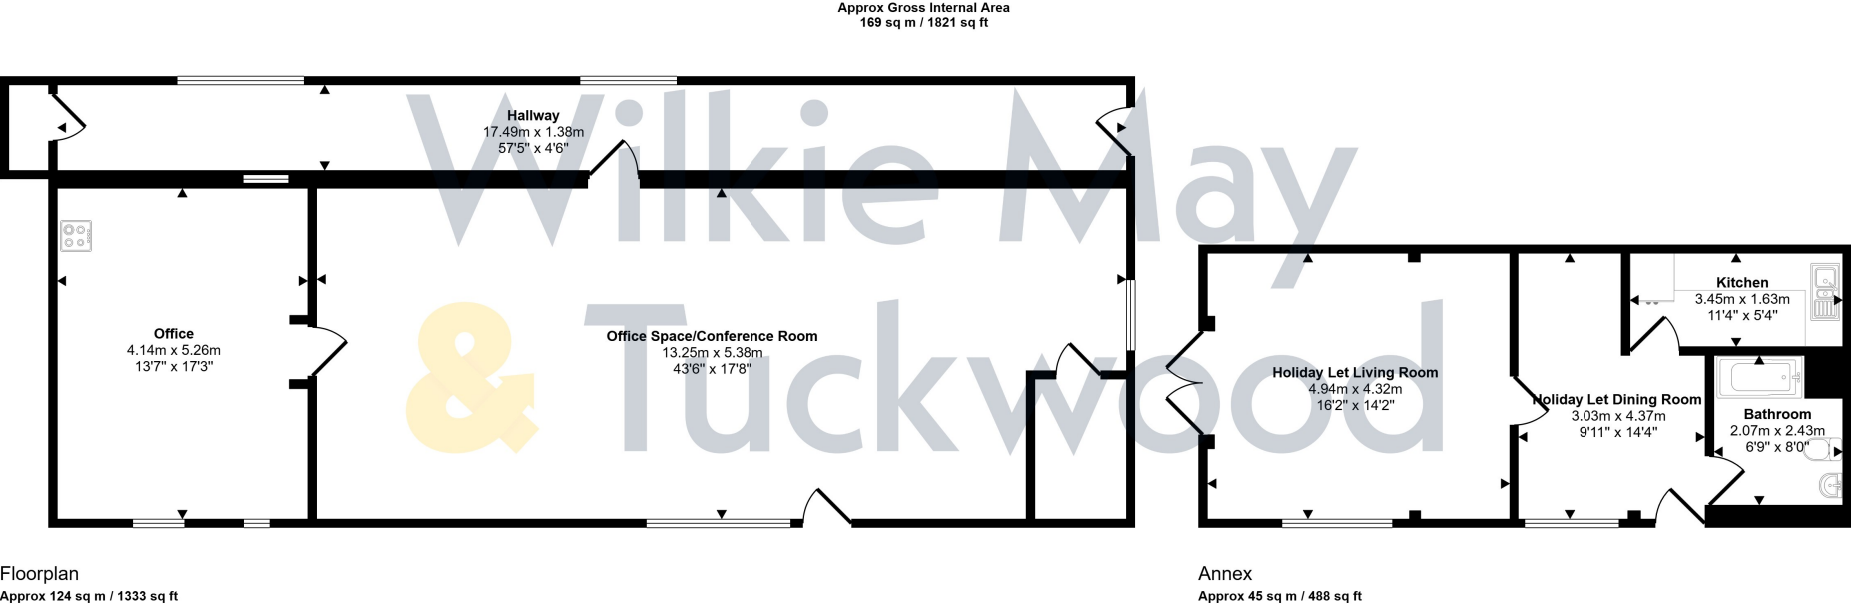 Approx Gross Internal Area
169 sq m / 1821 sq ft
Wilkie May
& Tuckwood
Hallway
17.49m x 1.38m
57'5" x 4'6"
Office
4.14m x 5.26m
13'7" x 17'3"
Office Space/Conference Room
13.25m x 5.38m
43'6" x 17'8"
Holiday Let Living Room
4.94m x 4.32m
16'2" x 14'2"
Holiday Let Dining Room
3.03m x 4.37m
9'11" x 14'4"
Kitchen
3.45m x 1.63m
11'4" x 5'4"
Bathroom
2.07m x 2.43m
6'9" x 8'0"
Floorplan
Approx 124 sq m / 1333 sq ft
Annex
Approx 45 sq m / 488 sq ft